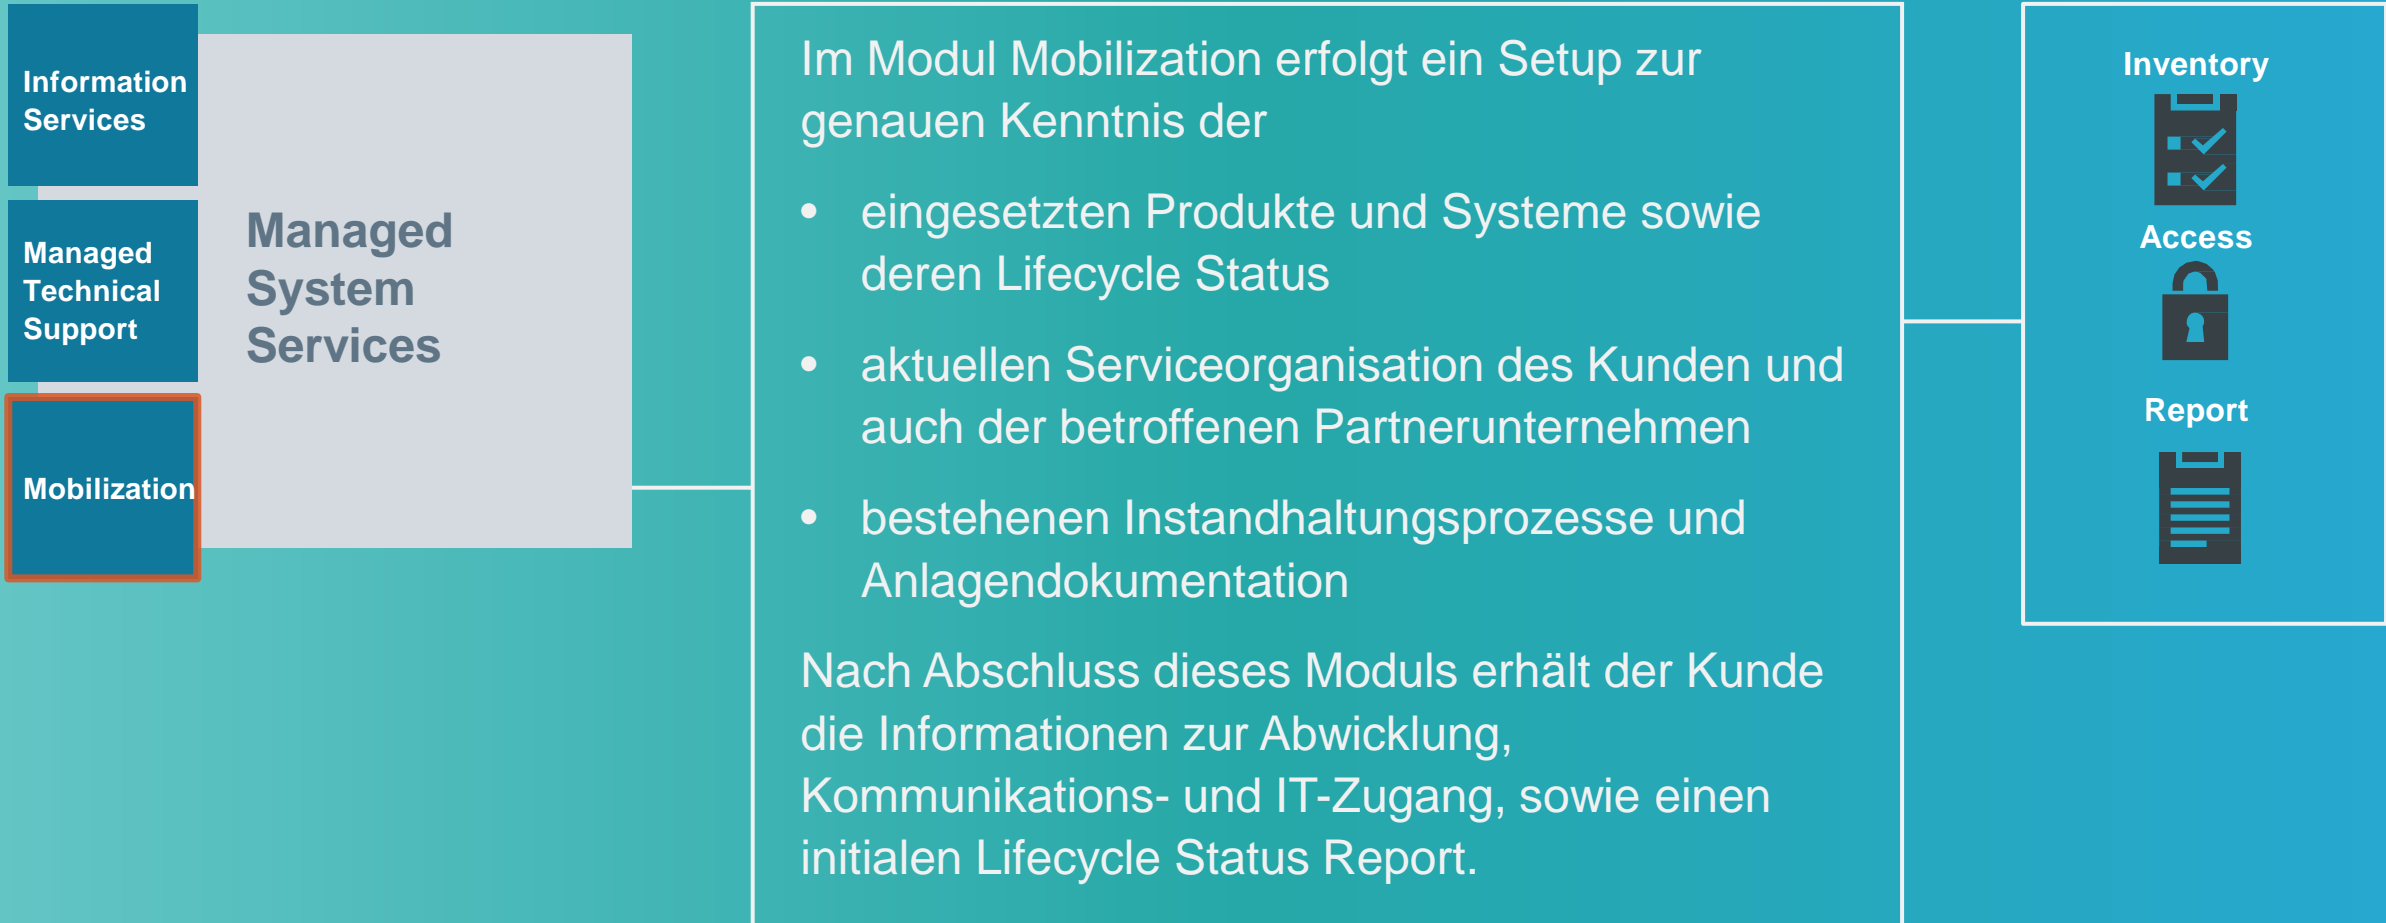 Information
Services
Managed
Technical
Support
Mobilization
Managed
System
Services
Im Modul Mobilization erfolgt ein Setup zur
genauen Kenntnis der
• eingesetzten Produkte und Systeme sowie
deren Lifecycle Status
• aktuellen Serviceorganisation des Kunden und
auch der betroffenen Partnerunternehmen
• bestehenen Instandhaltungsprozesse und
Anlagendokumentation
Nach Abschluss dieses Moduls erhält der Kunde
die Informationen zur Abwicklung,
Kommunikations- und IT-Zugang, sowie einen
initialen Lifecycle Status Report.
Inventory
Access
Report